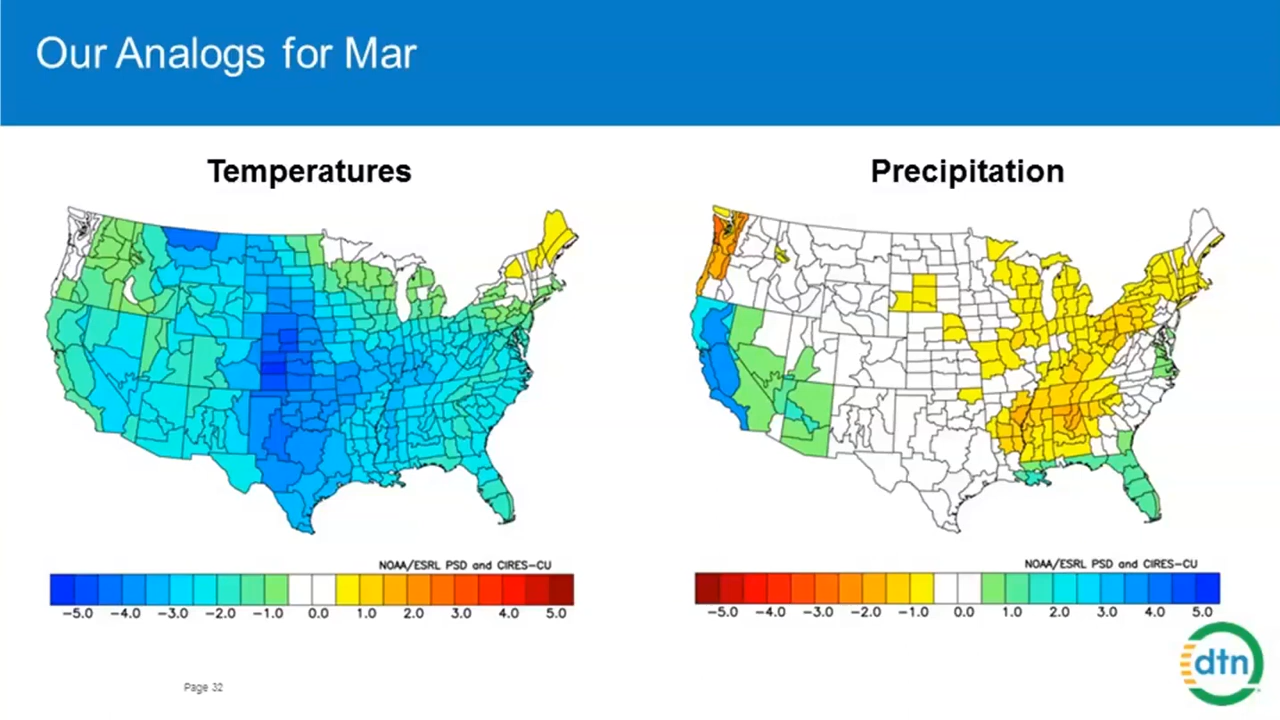 Our Analogs for Mar
Temperatures
Precipitation
NOAA/ESRL PSD and CIRES-CU
-5.0 -4.0 -3.0 -2.0 -1.0 0.0 1.0 2.0 3.0 4.0 5.0
NOAA/ESRL PSD and CIRES-CU
-5.0 -4.0 -3.0 -2.0 -1.0 0.0 1.0 2.0 3.0 4.0 5.0
dtn
Page 32